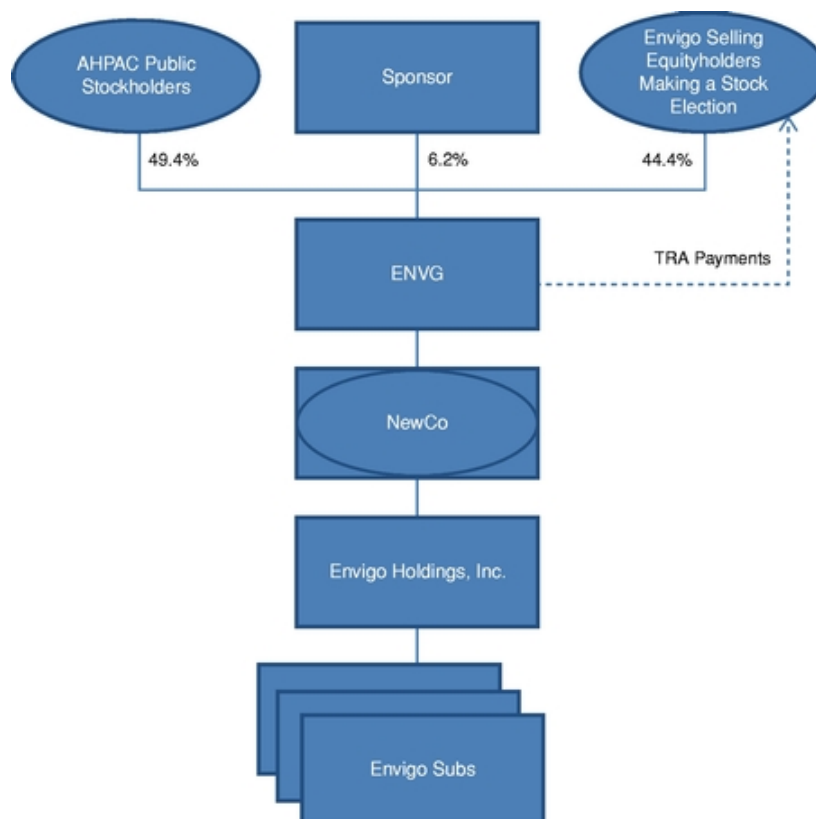 AHPAC Public
Stockholders
Sponsor
Envigo Selling
Equityholders
Making a Stock
Election
49.4%
6.2%
44.4%
ENVG
TRA Payments
NewCo
Envigo Holdings, Inc.
Envigo Subs